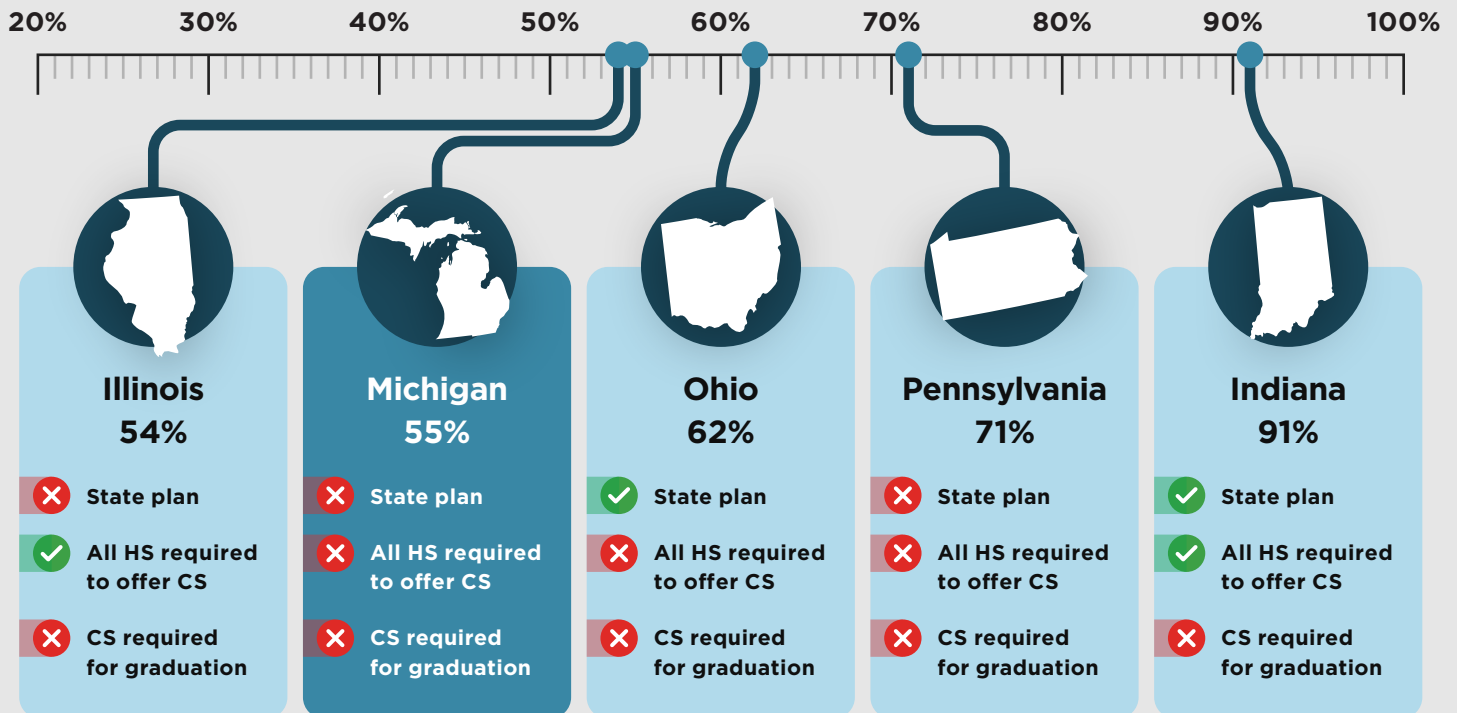 20% 30% 40% 50% 60% 70% 80% 90% 100%
Illinois
54%
State plan
All HS required
to offer CS
CS required
for graduation
Michigan
55%
State plan
All HS required
to offer CS
CS required
for graduation
Ohio
62%
State plan
All HS required
to offer CS
CS required
for graduation
Pennsylvania
71%
State plan
All HS required
to offer CS
CS required
for graduation
Indiana
91%
State plan
All HS required
to offer CS
CS required
for graduation